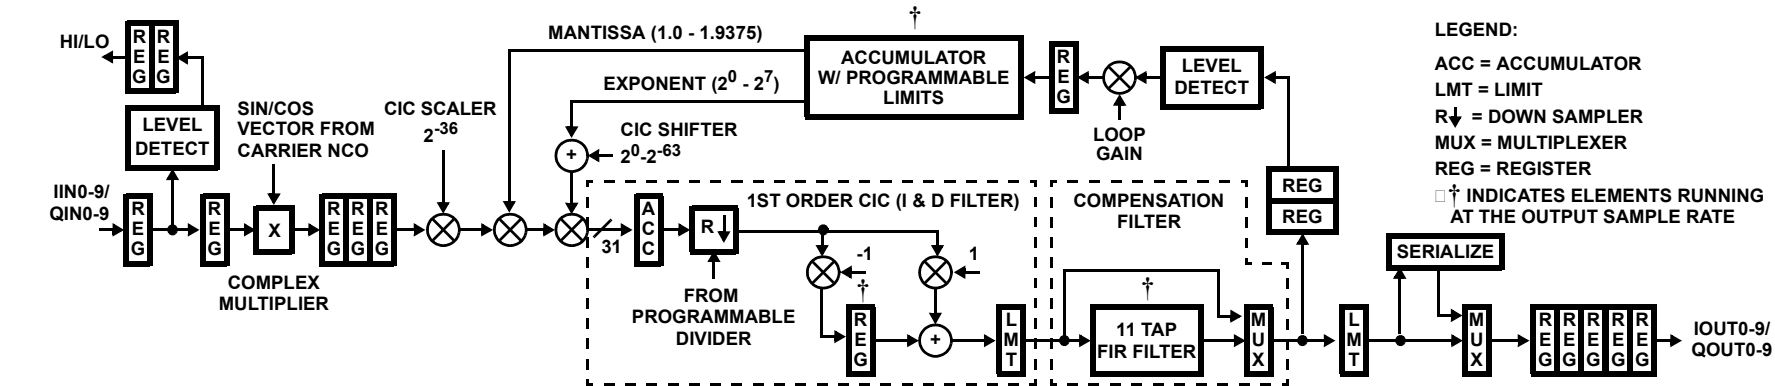 HI/LO
REG
REG
LEVEL
DETECT
IIN0-9/
QIN0-9
REG
REG
SIN/COS
VECTOR FROM
CARRIER NCO
X
COMPLEX
MULTIPLIER
REG
REG
REG
CIC SCALER
2-36
MANTISSA (1.0 - 1.9375)
EXPONENT (20 - 27)
CIC SHIFTER
20-2-63
+
†
ACCUMULATOR
W/ PROGRAMMABLE
LIMITS
REG
LOOP
GAIN
LEVEL
DETECT
31
1ST ORDER CIC (I & D FILTER)
ACC
R
FROM
PROGRAMMABLE
DIVIDER
-1
†
REG
1
+
LMT
COMPENSATION
FILTER
†
11 TAP
FIR FILTER
MUX
REG
REG
LMT
SERIALIZE
MUX
REG
REG
REG
REG
REG
IOUT0-9/
QOUT0-9
LEGEND:
ACC = ACCUMULATOR
LMT = LIMIT
R↓ = DOWN SAMPLER
MUX = MULTIPLEXER
REG = REGISTER
□† INDICATES ELEMENTS RUNNING
AT THE OUTPUT SAMPLE RATE